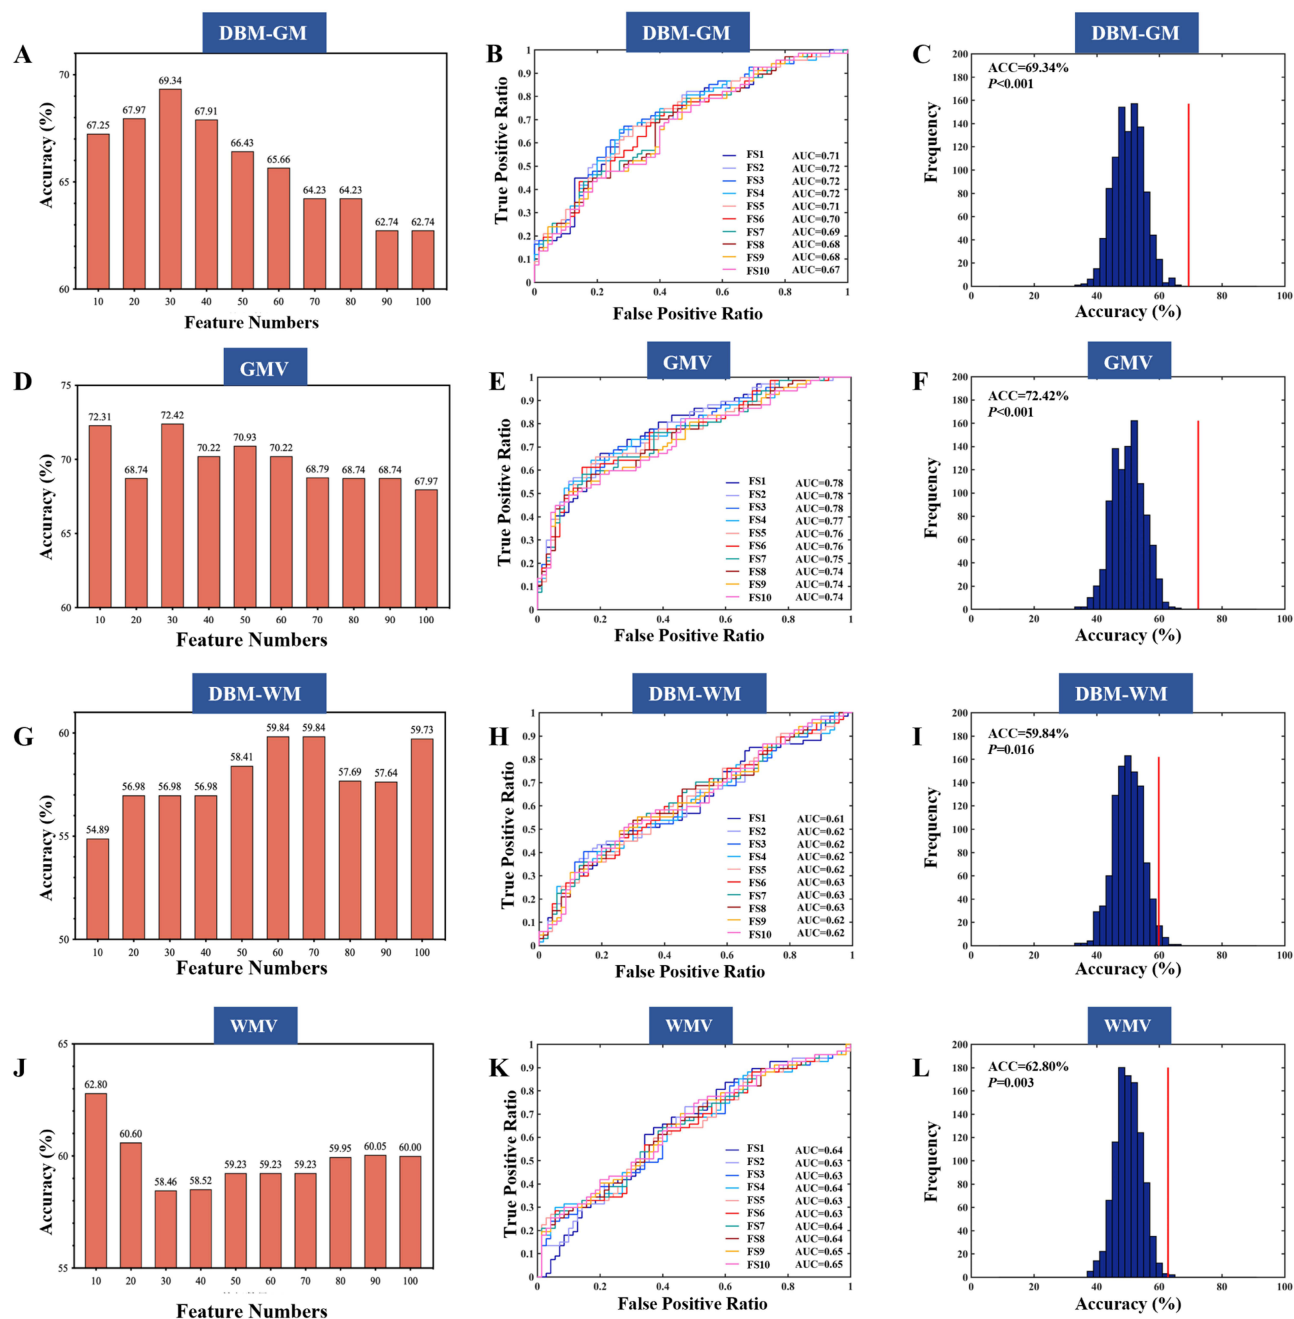 A
DBM-GM
70
65
60
Accuracy (%)
67.25
67.97
69.34
67.91
66.43
65.66
64.23
64.23
62.74
62.74
10 20 30 40 50 60 70 80 90 100
Feature Numbers
B
DBM-GM
True Positive Ratio
1
0.9
0.8
0.7
0.6
0.5
0.4
0.3
0.2
0.1
0
FS1 AUC=0.71
FS2 AUC=0.72
FS3 AUC=0.72
FS4 AUC=0.72
FS5 AUC=0.71
FS6 AUC=0.70
FS7 AUC=0.69
FS8 AUC=0.68
FS9 AUC=0.68
FS10 AUC=0.67
0 0.2 0.4 0.6 0.8 1
False Positive Ratio
C
DBM-GM
Frequency
200
180
160
140
120
100
80
60
40
20
0
ACC=69.34%
P<0.001
20 40 60 80 100
Accuracy (%)
D
GMV
75
70
65
60
Accuracy (%)
72.31
68.74
72.42
70.22
70.93
70.22
68.79
68.74
68.74
67.97
10 20 30 40 50 60 70 80 90 100
Feature Numbers
E
GMV
True Positive Ratio
1
0.9
0.8
0.7
0.6
0.5
0.4
0.3
0.2
0.1
0
FS1 AUC=0.78
FS2 AUC=0.78
FS3 AUC=0.78
FS4 AUC=0.77
FS5 AUC=0.76
FS6 AUC=0.76
FS7 AUC=0.75
FS8 AUC=0.74
FS9 AUC=0.74
FS10 AUC=0.74
0 0.2 0.4 0.6 0.8 1
False Positive Ratio
F
GMV
Frequency
200
180
160
140
120
100
80
60
40
20
0
ACC=72.42%
P<0.001
20 40 60 80 100
Accuracy (%)
G
DBM-WM
60
55
50
Accuracy (%)
54.89
56.98
56.98
56.98
58.41
59.84
59.84
57.69
57.64
59.73
10 20 30 40 50 60 70 80 90 100
Feature Numbers
H
DBM-WM
True Positive Ratio
1
0.9
0.8
0.7
0.6
0.5
0.4
0.3
0.2
0.1
0
FS1 AUC=0.61
FS2 AUC=0.62
FS3 AUC=0.62
FS4 AUC=0.62
FS5 AUC=0.62
FS6 AUC=0.63
FS7 AUC=0.63
FS8 AUC=0.63
FS9 AUC=0.62
FS10 AUC=0.62
0 0.2 0.4 0.6 0.8 1
False Positive Ratio
I
DBM-WM
Frequency
200
180
160
140
120
100
80
60
40
20
0
ACC=59.84%
P=0.016
20 40 60 80 100
Accuracy (%)
J
WMV
65
60
55
Accuracy (%)
62.80
60.60
58.46
58.52
59.23
59.23
59.23
59.95
60.05
60.00
10 20 30 40 50 60 70 80 90 100
Feature Numbers
K
WMV
True Positive Ratio
1
0.9
0.8
0.7
0.6
0.5
0.4
0.3
0.2
0.1
0
FS1 AUC=0.64
FS2 AUC=0.63
FS3 AUC=0.63
FS4 AUC=0.64
FS5 AUC=0.63
FS6 AUC=0.63
FS7 AUC=0.64
FS8 AUC=0.64
FS9 AUC=0.65
FS10 AUC=0.65
0 0.2 0.4 0.6 0.8 1
False Positive Ratio
L
WMV
Frequency
200
180
160
140
120
100
80
60
40
20
0
ACC=62.80%
P=0.003
20 40 60 80 100
Accuracy (%)